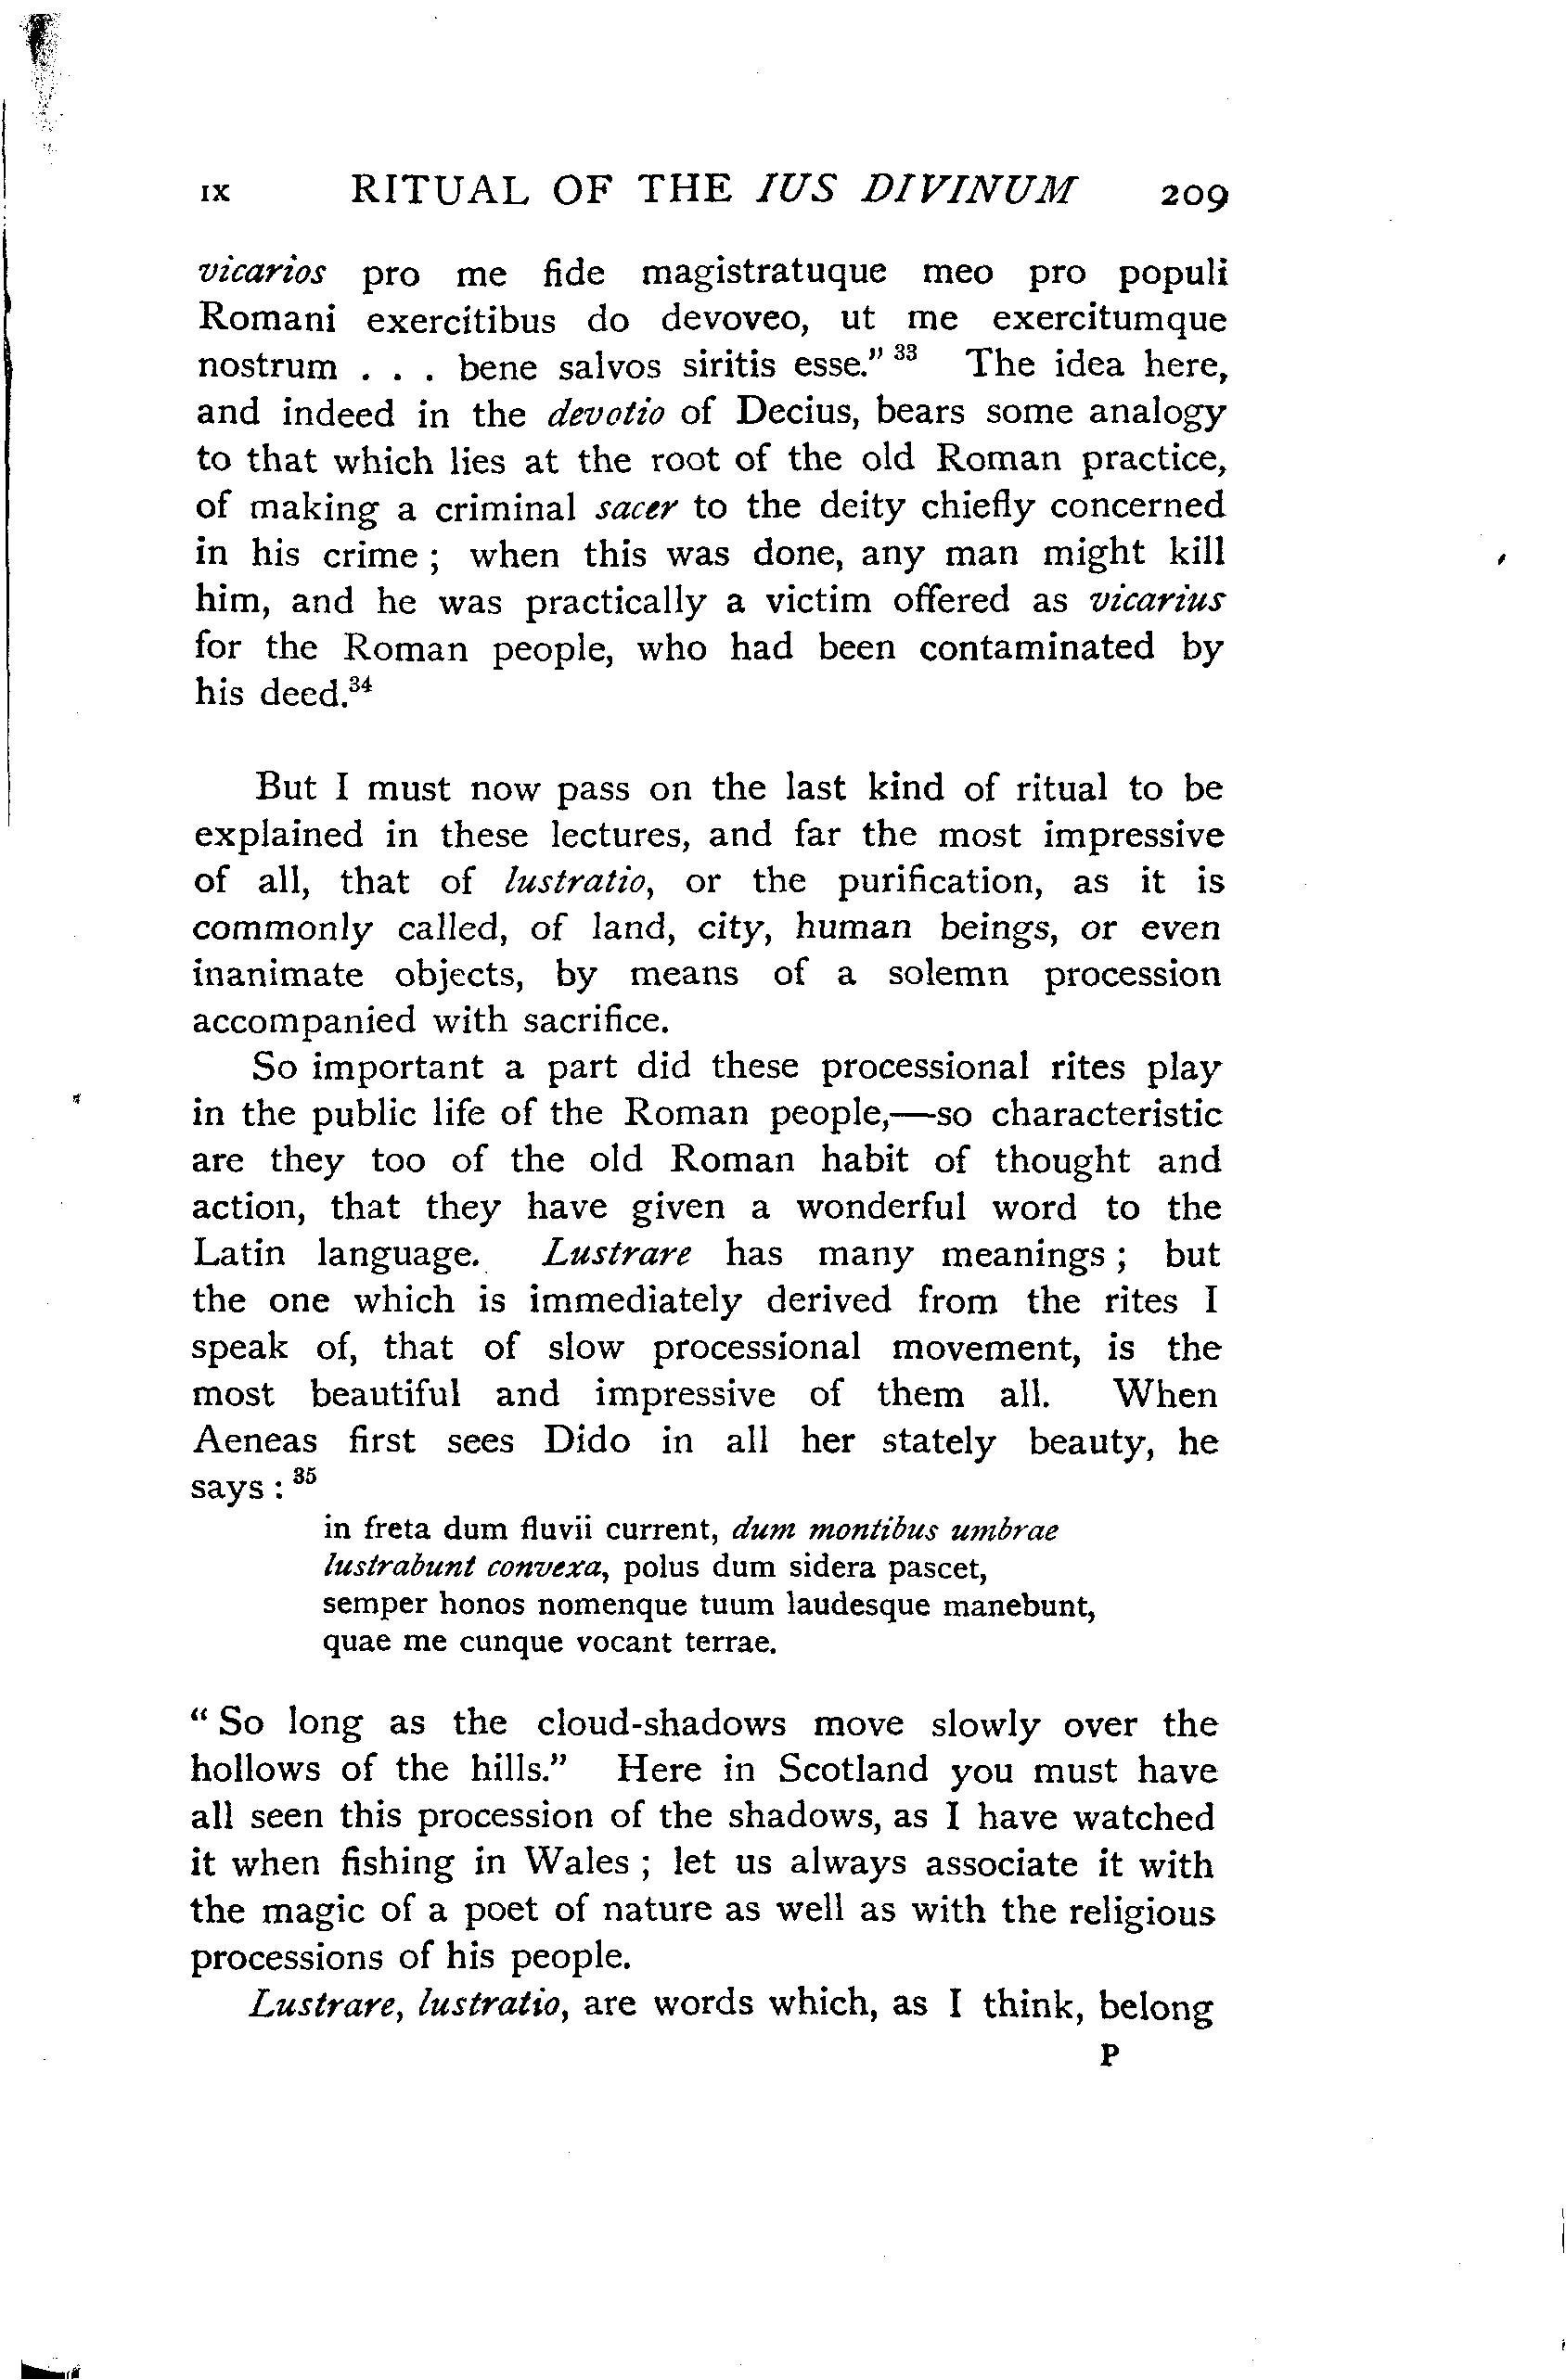 IX RITUAL OF THE IUS DIVINUM 209
vicarios pro me fide magistratuque meo pro populi
Romani exercitibus do devoveo, ut me exercitumque
nostrum . . . bene salvos siritis esse.” 33 The idea here,
and indeed in the devotio of Decius, bears some analogy
to that which lies at the root of the old Roman practice,
of making a criminal sacer to the deity chiefly concerned
in his crime ; when this was done, any man might kill
him, and he was practically a victim offered as vicarius
for the Roman people, who had been contaminated by
his deed.34
But I must now pass on the last kind of ritual to be
explained in these lectures, and far the most impressive
of all, that of lustratio, or the purification, as it is
commonly called, of land, city, human beings, or even
inanimate objects, by means of a solemn procession
accompanied with sacrifice.
So important a part did these processional rites play
in the public life of the Roman people,—so characteristic
are they too of the old Roman habit of thought and
action, that they have given a wonderful word to the
Latin language. Lustrare has many meanings ; but
the one which is immediately derived from the rites I
speak of, that of slow processional movement, is the
most beautiful and impressive of them all. When
Aeneas first sees Dido in all her stately beauty, he
says : 35
in freta dum fluvii current, dum montibus umbrae
lustrabunt convexa, polus dum sidera pascet,
semper honos nomenque tuum laudesque manebunt,
quae me cunque vocant terrae.
“ So long as the cloud-shadows move slowly over the
hollows of the hills.” Here in Scotland you must have
all seen this procession of the shadows, as I have watched
it when fishing in Wales ; let us always associate it with
the magic of a poet of nature as well as with the religious
processions of his people.
Lustrare, lustratio, are words which, as I think, belong
P